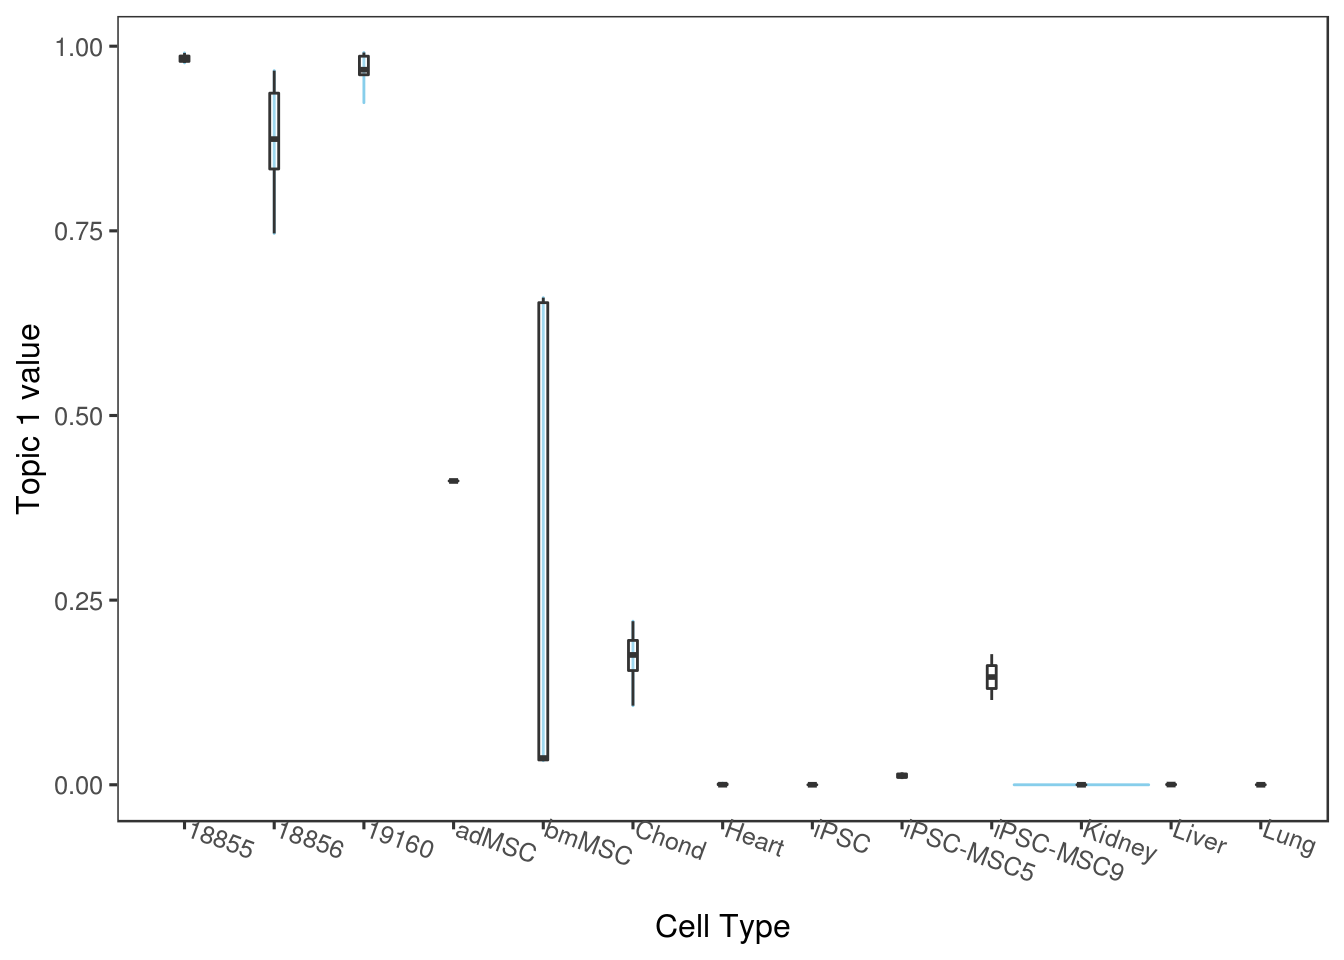 1.00
0.75
0.50
0.25
0.00
Topic 1 value
18855
18856
19160
adMSC
bmMSC
Chond
Heart
iPSC
iPSC-MSC5
iPSC-MSC9
Kidney
Liver
Lung
Cell Type